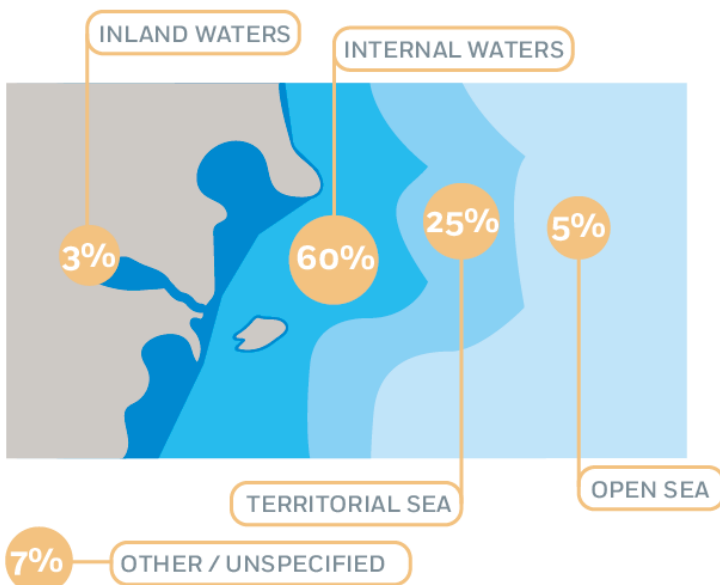 INLAND WATERS
INTERNAL WATERS
3%
60%
25%
5%
TERRITORIAL SEA
OPEN SEA
7%
OTHER / UNSPECIFIED